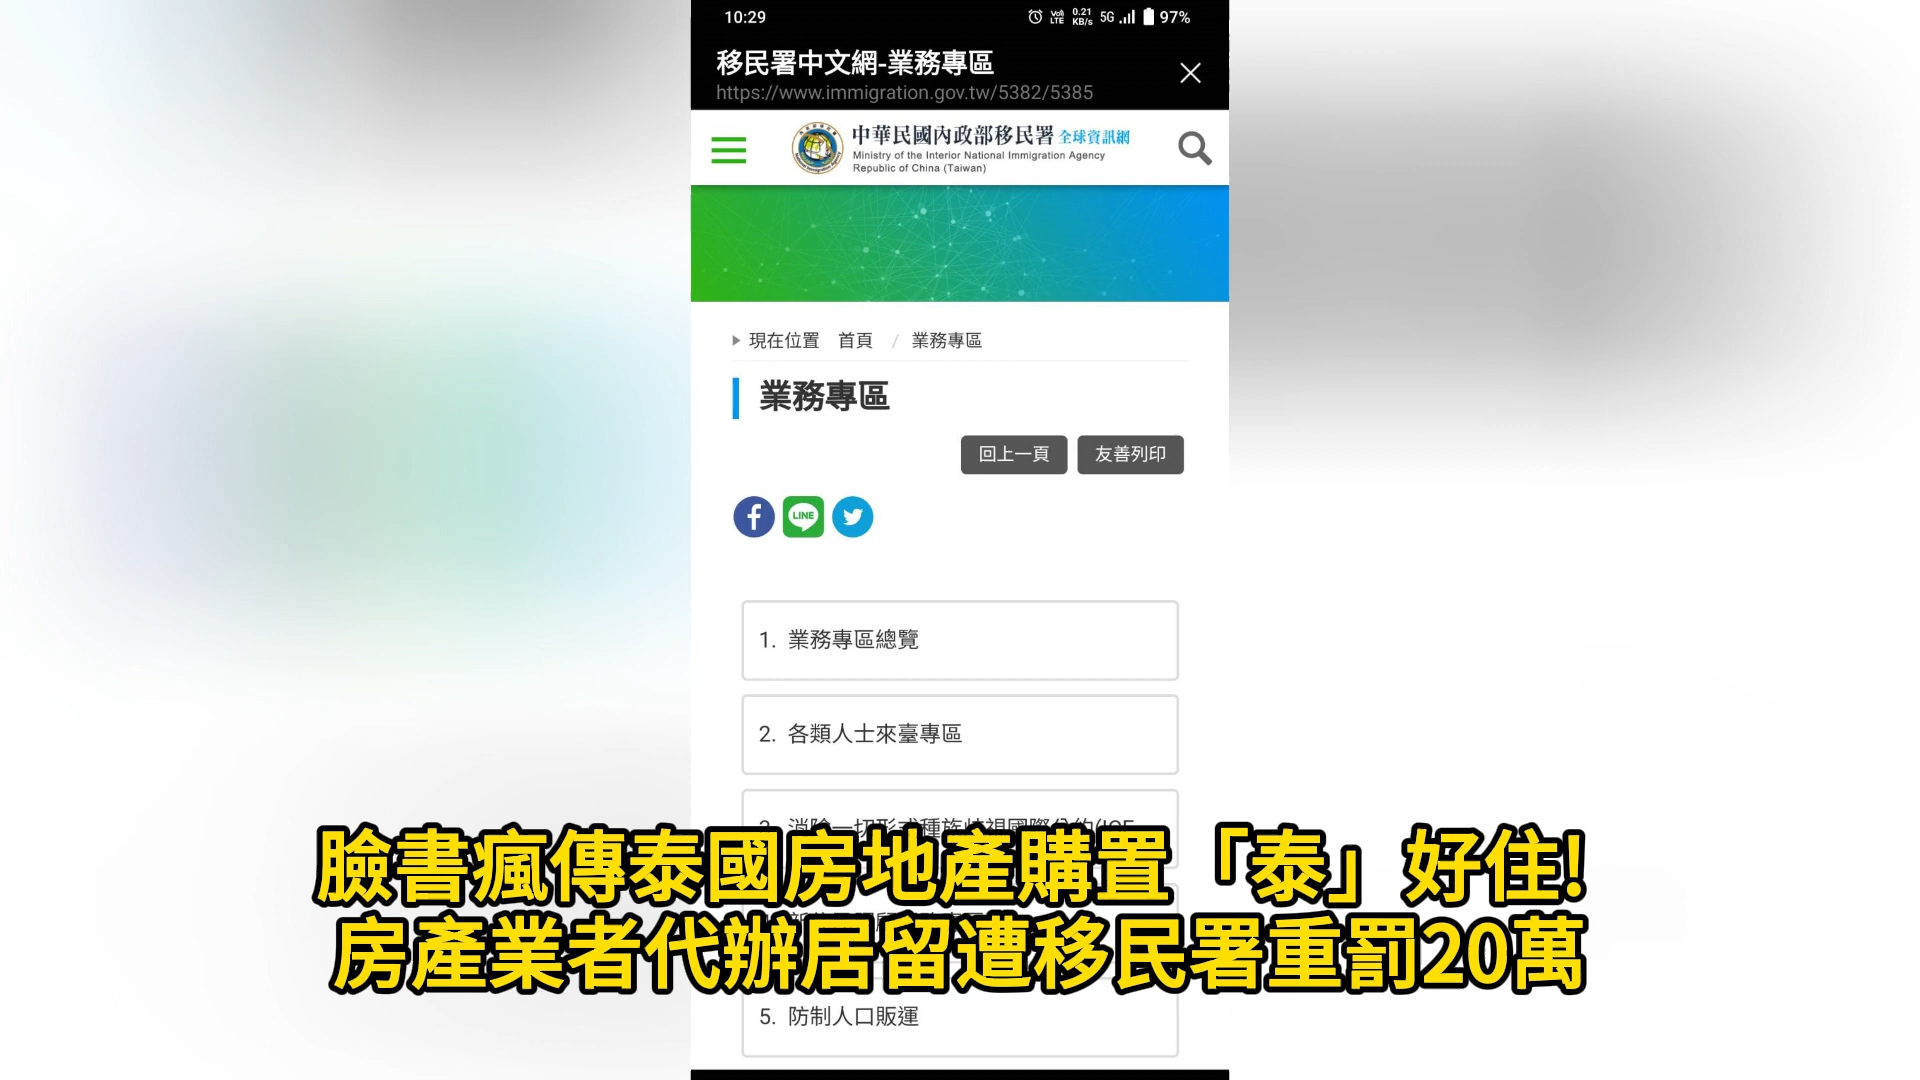 10:29
Vo) LTE 0.21 KB/s 5G 97%
移民署中文網-業務專區
https://www.immigration.gov.tw/5382/5385
中華民國內政部移民署 全球資訊網
Ministry of the Interior National Immigration Agency
Republic of China (Taiwan)
現在位置 首頁 / 業務專區
業務專區
回上一頁 友善列印
LINE
1. 業務專區總覽
2. 各類人士來臺專區
臉書瘋傳泰國房地產購置「泰」好住!
房產業者代辦居留遭移民署重罰20萬
5. 防制人口販運